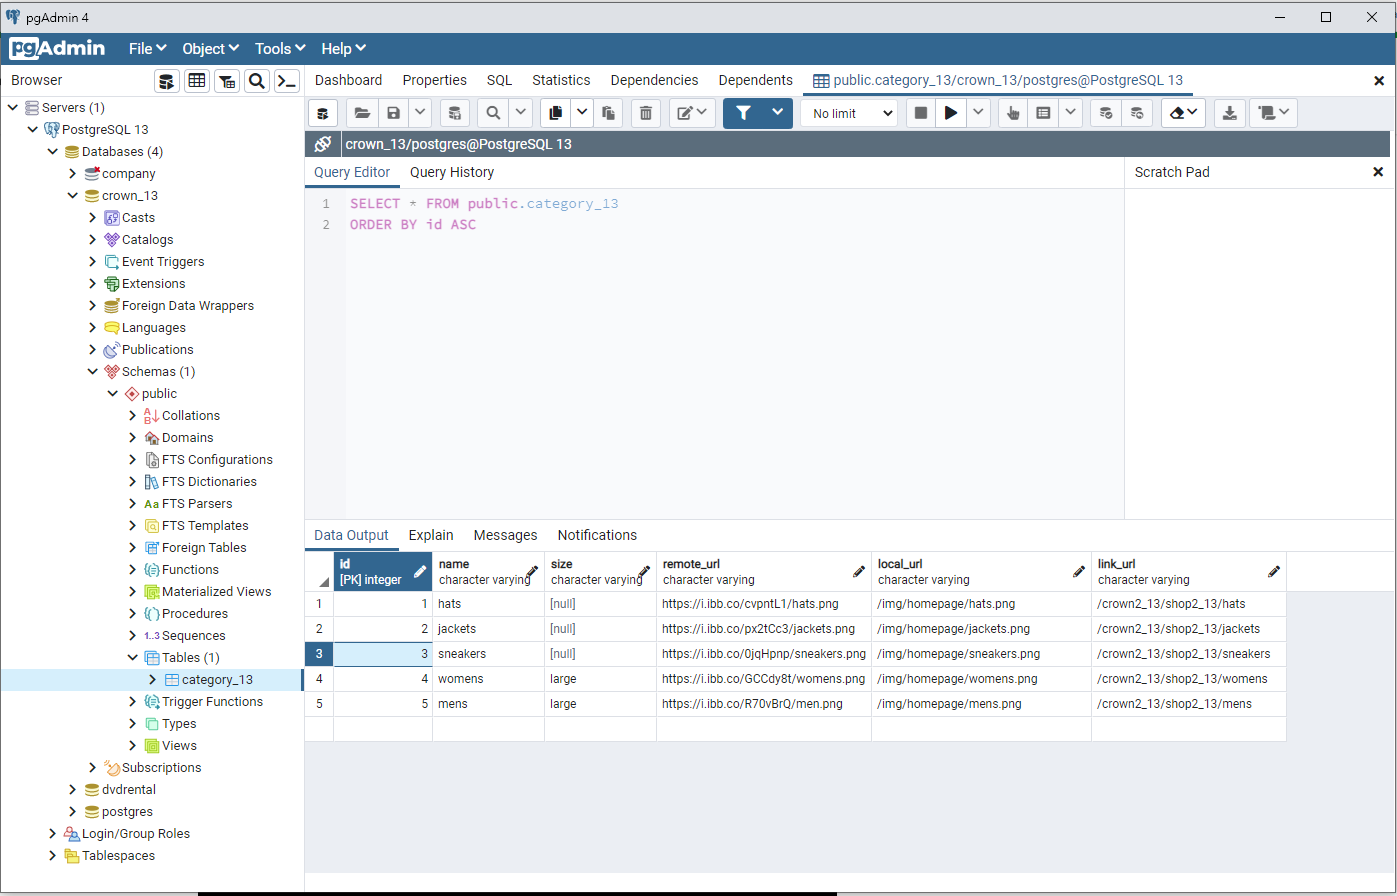 pgAdmin 4
pgAdmin File Object Tools Help
Browser
Dashboard Properties SQL Statistics Dependencies Dependents public.category_13/crown_13/postgres@PostgreSQL 13
No limit
crown_13/postgres@PostgreSQL 13
Query Editor Query History
Scratch Pad
1 SELECT * FROM public.category_13
2 ORDER BY id ASC
Servers (1)
PostgreSQL 13
Databases (4)
company
crown_13
Casts
Catalogs
Event Triggers
Extensions
Foreign Data Wrappers
Languages
Publications
Schemas (1)
public
Collations
Domains
FTS Configurations
FTS Dictionaries
Aa FTS Parsers
FTS Templates
Foreign Tables
Functions
Materialized Views
Procedures
1..3 Sequences
Tables (1)
category_13
Trigger Functions
Types
Views
Subscriptions
dvdrental
postgres
Login/Group Roles
Tablespaces
Data Output Explain Messages Notifications
id name size remote_url local_url link_url
[PK] integer character varying character varying character varying character varying character varying
1 1 hats [null] https://i.ibb.co/cvpntL1/hats.png /img/homepage/hats.png /crown2_13/shop2_13/hats
2 2 jackets [null] https://i.ibb.co/px2tCc3/jackets.png /img/homepage/jackets.png /crown2_13/shop2_13/jackets
3 3 sneakers [null] https://i.ibb.co/0jqHpnp/sneakers.png /img/homepage/sneakers.png /crown2_13/shop2_13/sneakers
4 4 womens large https://i.ibb.co/GCCdy8t/womens.png /img/homepage/womens.png /crown2_13/shop2_13/womens
5 5 mens large https://i.ibb.co/R70vBrQ/men.png /img/homepage/mens.png /crown2_13/shop2_13/mens